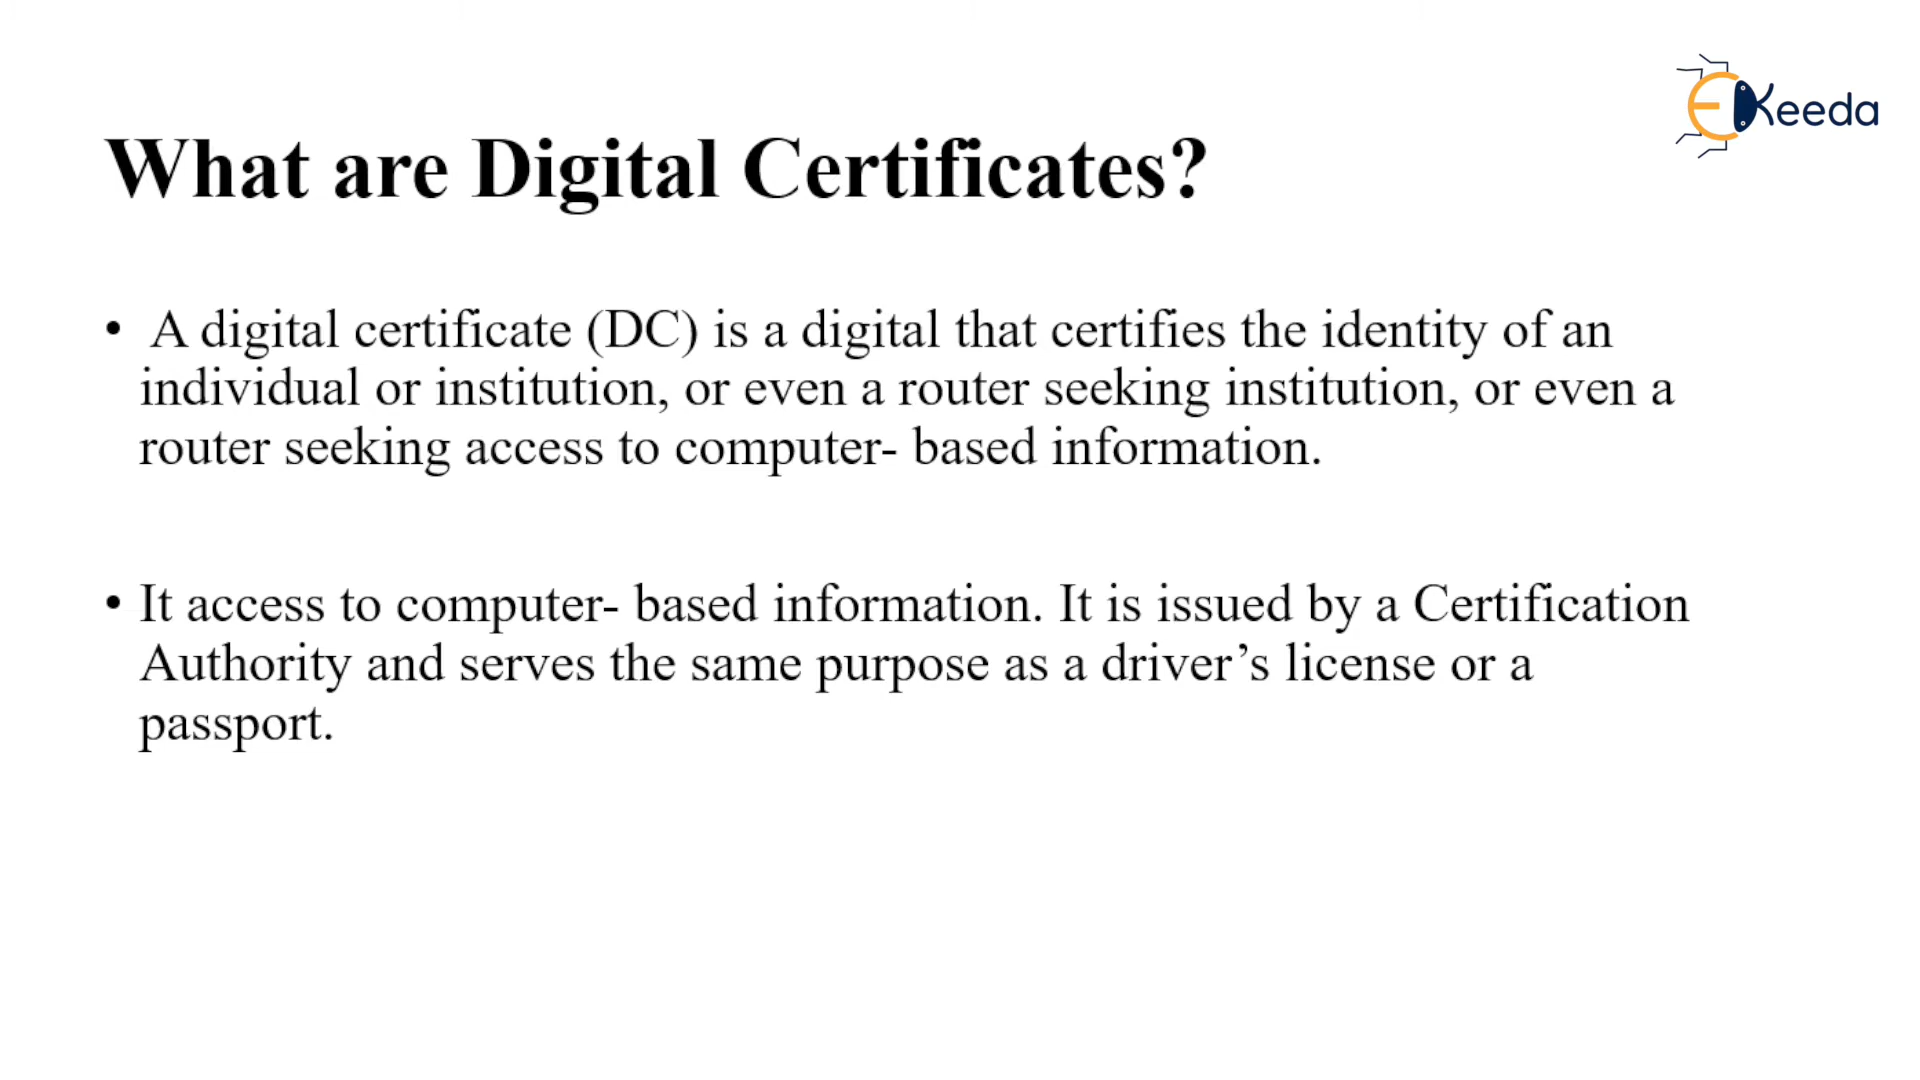 EKeeda
What are Digital Certificates?
• A digital certificate (DC) is a digital that certifies the identity of an
individual or institution, or even a router seeking institution, or even a
router seeking access to computer- based information.
• It access to computer- based information. It is issued by a Certification
Authority and serves the same purpose as a driver’s license or a
passport.